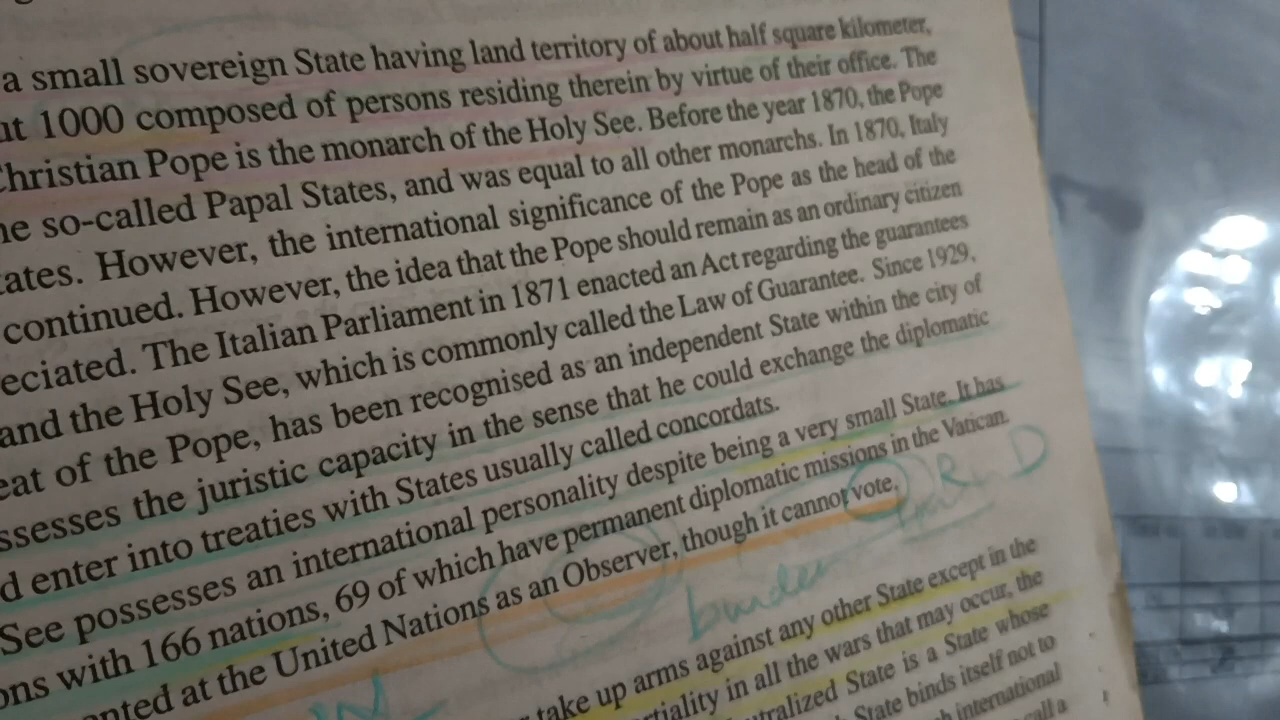 a small sovereign State having land territory of about half square kilometer,
1000 composed of persons residing therein by virtue of their office. The
Christian Pope is the monarch of the Holy See. Before the year 1870, the Pope
so-called Papal States, and was equal to all other monarchs. In 1870, Italy
However, the international significance of the Pope as the head of the
continued. However, the idea that the Pope should remain as an ordinary citizen
eciated. The Italian Parliament in 1871 enacted an Act regarding the guarantees
and the Holy See, which is commonly called the Law of Guarantee. Since 1929,
eat of the Pope, has been recognised as an independent State within the city of
ssesses the juristic capacity in the sense that he could exchange the diplomatic
d enter into treaties with States usually called concordats.
See possesses an international personality despite being a very small State. It has
ons with 166 nations, 69 of which have permanent diplomatic missions in the Vatican.
ented at the United Nations as an Observer, though it cannot vote.
burden
take up arms against any other State except in the
rtiality in all the wars that may occur, the
utralized State is a State whose
State binds itself not to
international
call a